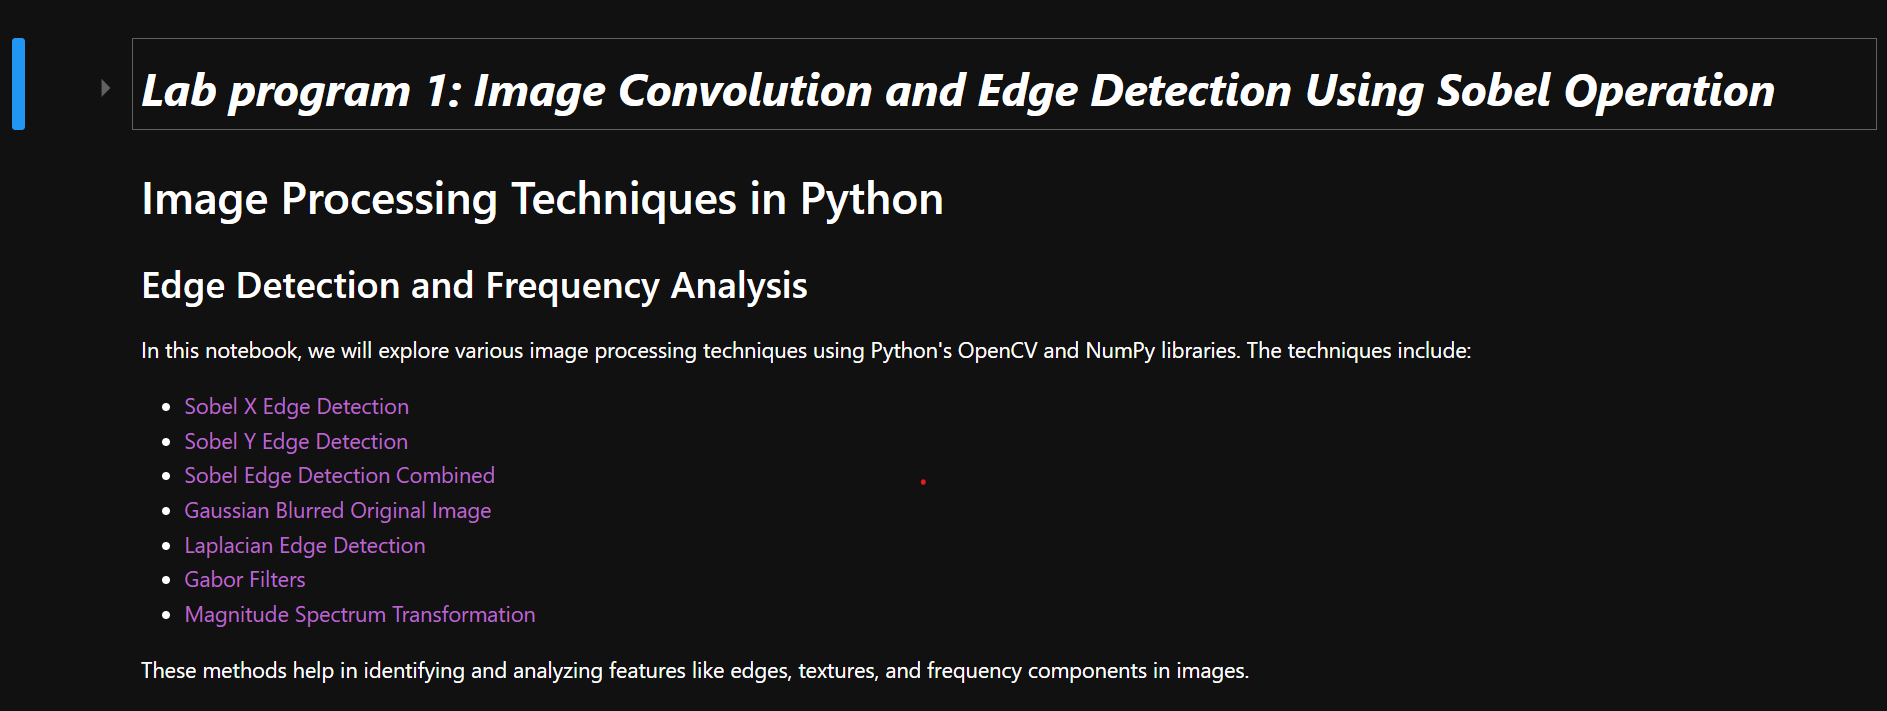 Lab program 1: Image Convolution and Edge Detection Using Sobel Operation
Image Processing Techniques in Python
Edge Detection and Frequency Analysis
In this notebook, we will explore various image processing techniques using Python's OpenCV and NumPy libraries. The techniques include:
Sobel X Edge Detection
Sobel Y Edge Detection
Sobel Edge Detection Combined
Gaussian Blurred Original Image
Laplacian Edge Detection
Gabor Filters
Magnitude Spectrum Transformation
These methods help in identifying and analyzing features like edges, textures, and frequency components in images.